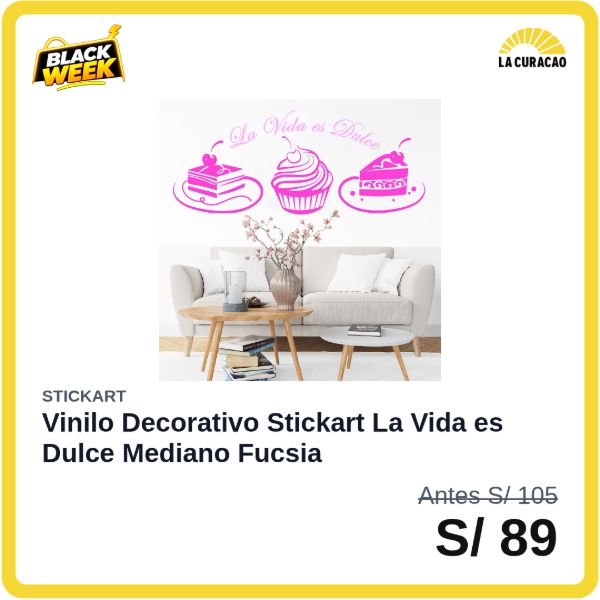 BLACK
WEEK
LA CURACAO
La Vida es Dulce
STICKART
Vinilo Decorativo Stickart La Vida es
Dulce Mediano Fucsia
Antes S/ 105
S/ 89